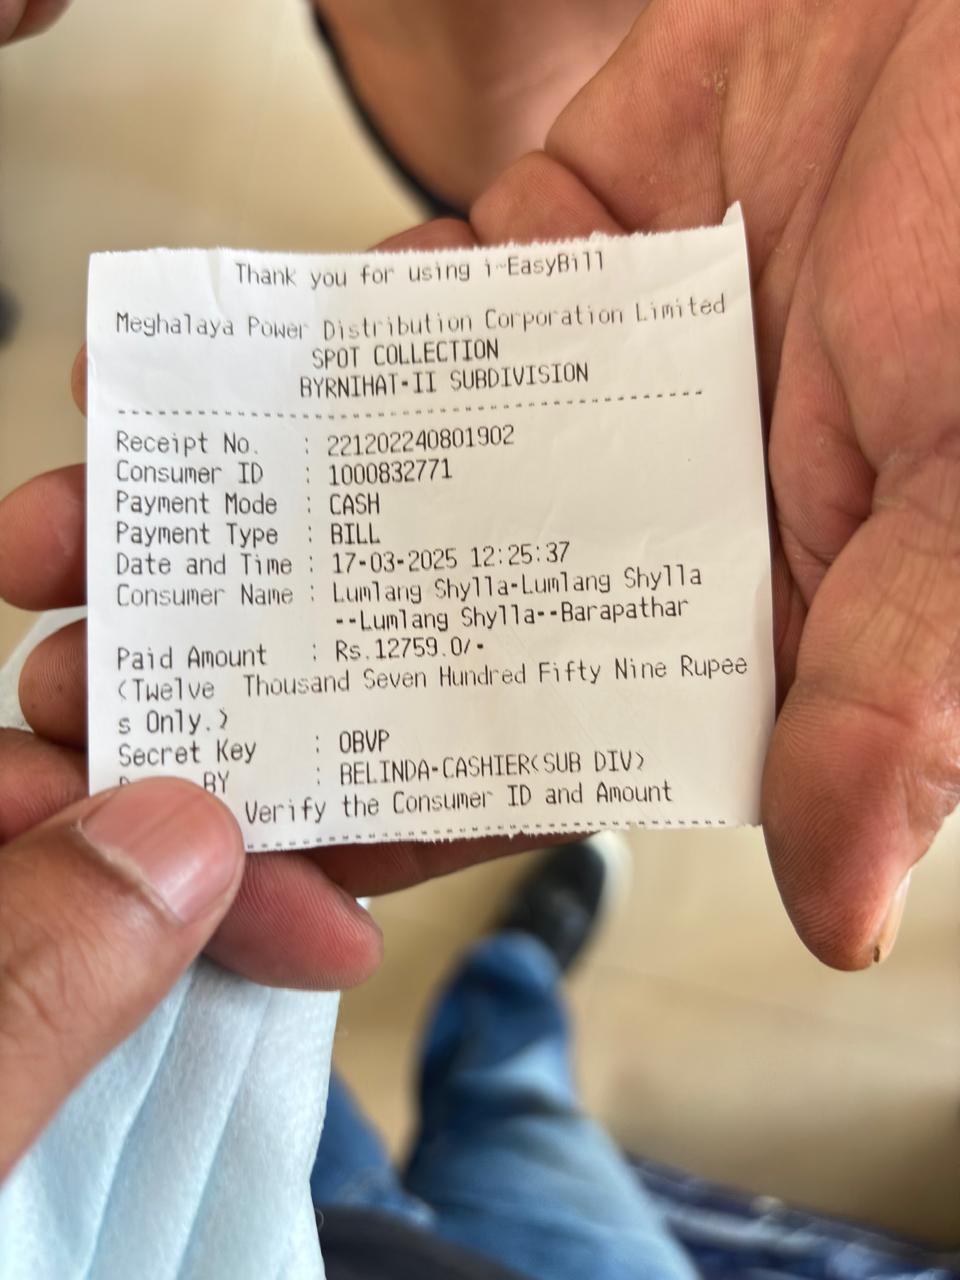 Thank you for using i-EasyBill
Meghalaya Power Distribution Corporation Limited
SPOT COLLECTION
BYRNIHAT-II SUBDIVISION
Receipt No. : 221202240801902
Consumer ID : 1000832771
Payment Mode : CASH
Payment Type : BILL
Date and Time : 17-03-2025 12:25:37
Consumer Name : Lumlang Shylla-Lumlang Shylla
--Lumlang Shylla--Barapathar
Paid Amount : Rs.12759.0/-
(Twelve Thousand Seven Hundred Fifty Nine Rupee
s Only.)
Secret Key : OBVP
BY : BELINDA-CASHIER(SUB DIV)
Verify the Consumer ID and Amount